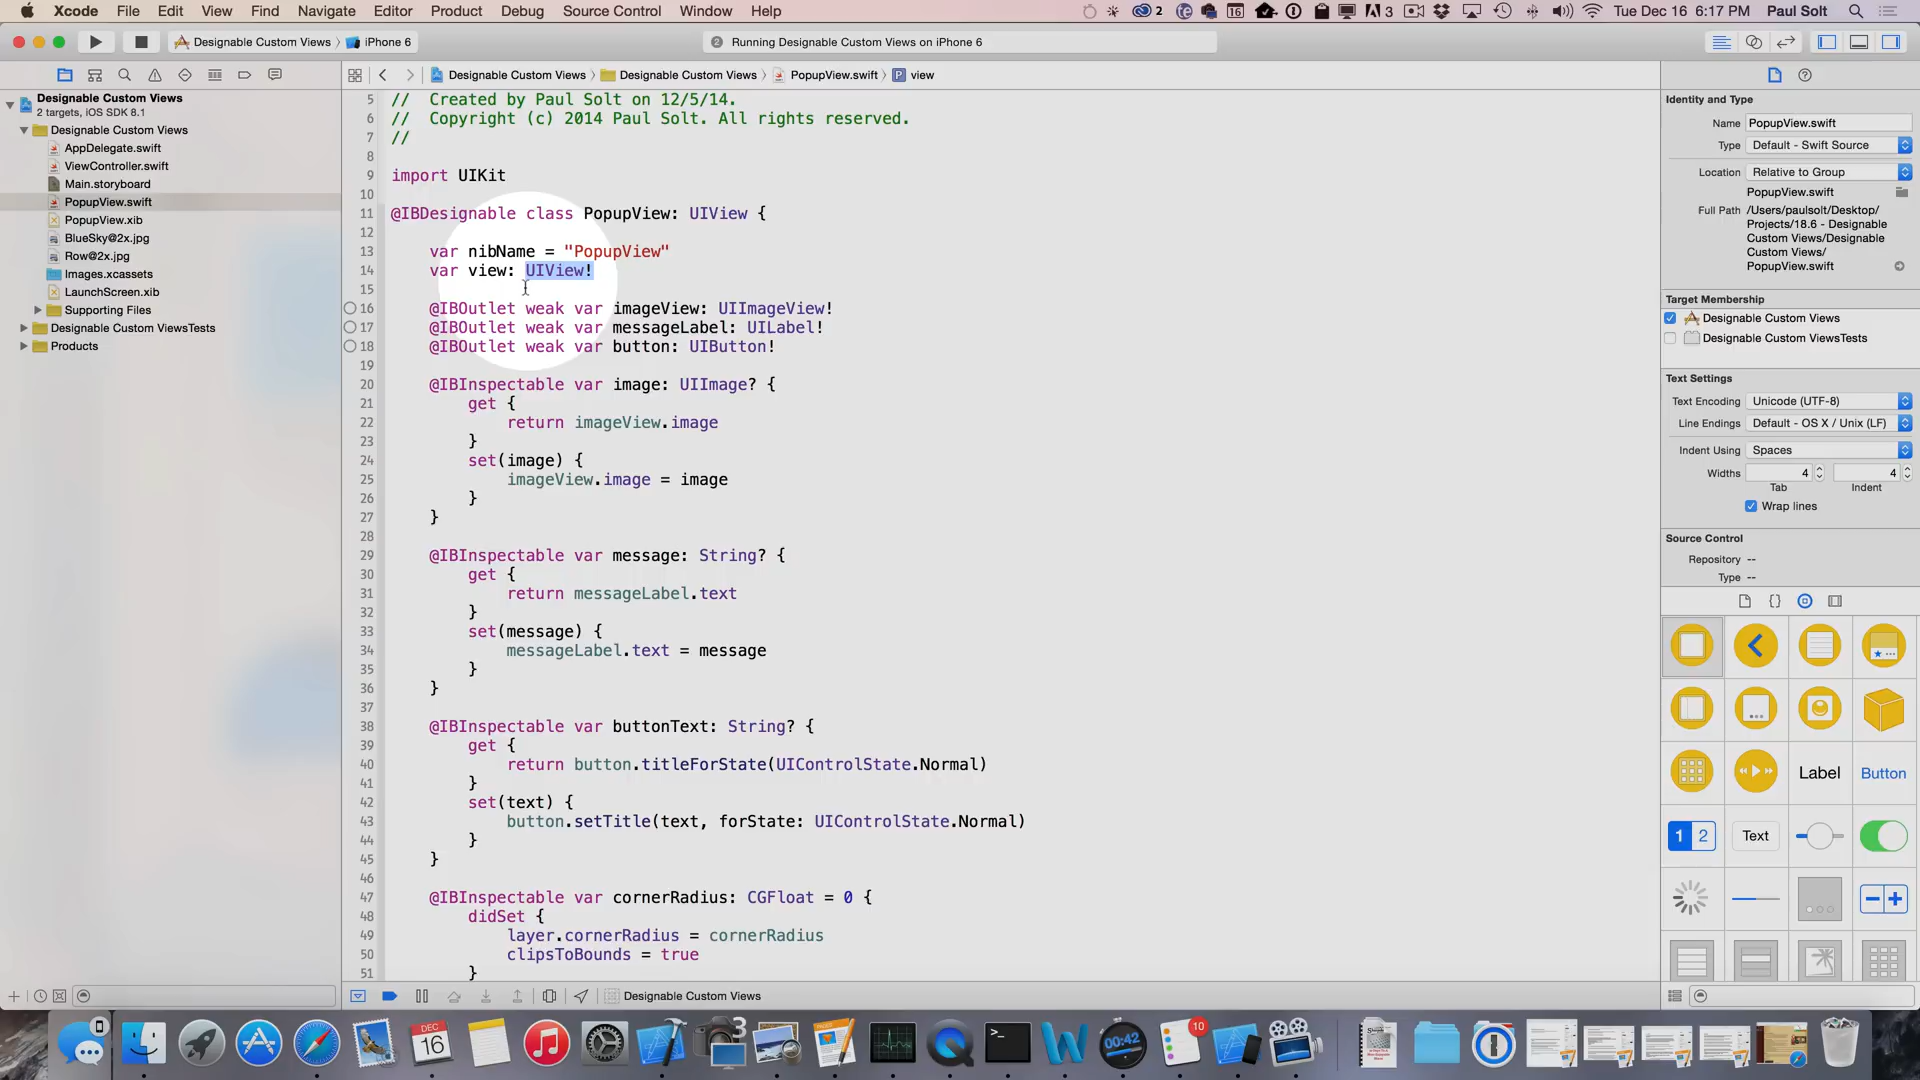 Xcode File Edit View Find Navigate Editor Product Debug Source Control Window Help
2
3
Tue Dec 16 6:17 PM Paul Solt
Designable Custom Views iPhone 6
2 Running Designable Custom Views on iPhone 6
Designable Custom Views Designable Custom Views PopupView.swift P view
Designable Custom Views
2 targets, iOS SDK 8.1
Designable Custom Views
AppDelegate.swift
ViewController.swift
Main.storyboard
PopupView.swift
PopupView.xib
BlueSky@2x.jpg
Row@2x.jpg
Images.xcassets
LaunchScreen.xib
Supporting Files
Designable Custom ViewsTests
Products
5 // Created by Paul Solt on 12/5/14.
6 // Copyright (c) 2014 Paul Solt. All rights reserved.
7 //
8
9 import UIKit
10
11 @IBDesignable class PopupView: UIView {
12
13 var nibName = "PopupView"
14 var view: UIView!
15
16 @IBOutlet weak var imageView: UIImageView!
17 @IBOutlet weak var messageLabel: UILabel!
18 @IBOutlet weak var button: UIButton!
19
20 @IBInspectable var image: UIImage? {
21 get {
22 return imageView.image
23 }
24 set(image) {
25 imageView.image = image
26 }
27 }
28
29 @IBInspectable var message: String? {
30 get {
31 return messageLabel.text
32 }
33 set(message) {
34 messageLabel.text = message
35 }
36 }
37
38 @IBInspectable var buttonText: String? {
39 get {
40 return button.titleForState(UIControlState.Normal)
41 }
42 set(text) {
43 button.setTitle(text, forState: UIControlState.Normal)
44 }
45 }
46
47 @IBInspectable var cornerRadius: CGFloat = 0 {
48 didSet {
49 layer.cornerRadius = cornerRadius
50 clipsToBounds = true
51 }
Designable Custom Views
Identity and Type
Name PopupView.swift
Type Default - Swift Source
Location Relative to Group
PopupView.swift
Full Path /Users/paulsolt/Desktop/
Projects/18.6 - Designable
Custom Views/Designable
Custom Views/
PopupView.swift
Target Membership
Designable Custom Views
Designable Custom ViewsTests
Text Settings
Text Encoding Unicode (UTF-8)
Line Endings Default - OS X / Unix (LF)
Indent Using Spaces
Widths 4 4
Tab Indent
Wrap lines
Source Control
Repository --
Type --
Label Button
1 2 Text
DEC
16
3
00:42
10